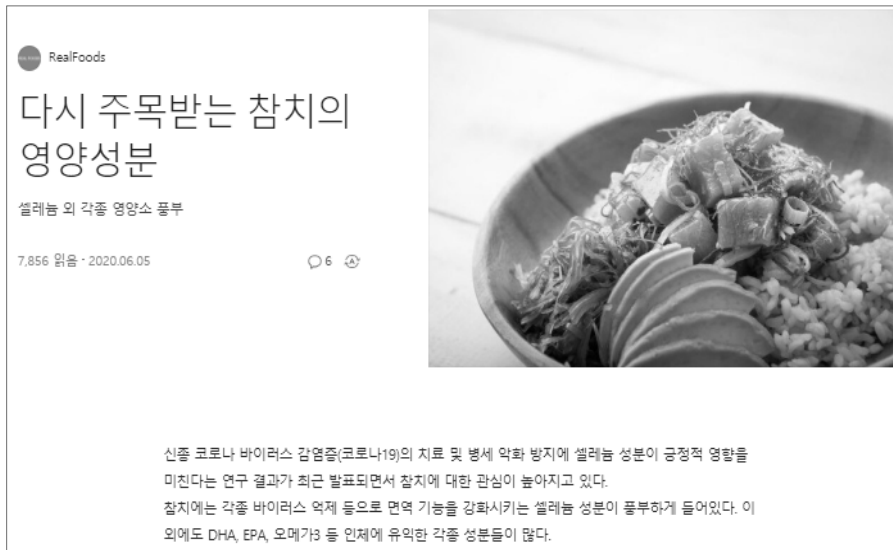 RealFoods
다시 주목받는 참치의
영양성분
셀레늄 외 각종 영양소 풍부
7,856 읽음 · 2020.06.05
6
신종 코로나 바이러스 감염증(코로나19)의 치료 및 병세 악화 방지에 셀레늄 성분이 긍정적 영향을
미친다는 연구 결과가 최근 발표되면서 참치에 대한 관심이 높아지고 있다.
참치에는 각종 바이러스 억제 등으로 면역 기능을 강화시키는 셀레늄 성분이 풍부하게 들어있다. 이
외에도 DHA, EPA, 오메가3 등 인체에 유익한 각종 성분들이 많다.